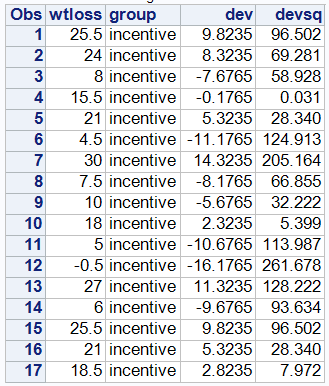 Obs wtloss group dev devsq
1 25.5 incentive 9.8235 96.502
2 24 incentive 8.3235 69.281
3 8 incentive -7.6765 58.928
4 15.5 incentive -0.1765 0.031
5 21 incentive 5.3235 28.340
6 4.5 incentive -11.1765 124.913
7 30 incentive 14.3235 205.164
8 7.5 incentive -8.1765 66.855
9 10 incentive -5.6765 32.222
10 18 incentive 2.3235 5.399
11 5 incentive -10.6765 113.987
12 -0.5 incentive -16.1765 261.678
13 27 incentive 11.3235 128.222
14 6 incentive -9.6765 93.634
15 25.5 incentive 9.8235 96.502
16 21 incentive 5.3235 28.340
17 18.5 incentive 2.8235 7.972